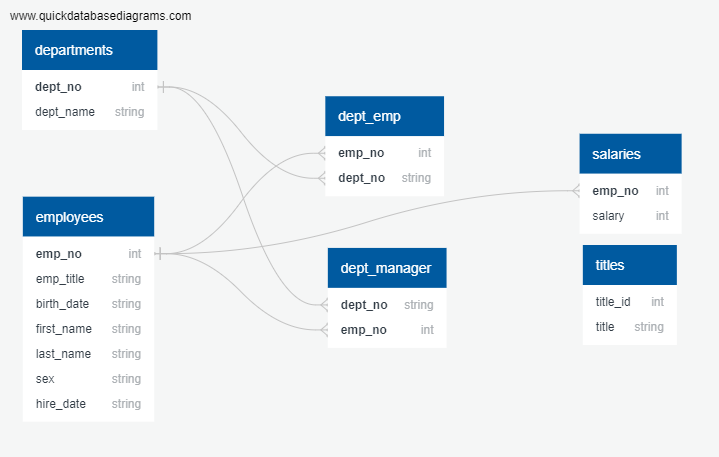 www.quickdatabasediagrams.com
departments
dept_no int
dept_name string
employees
emp_no int
emp_title string
birth_date string
first_name string
last_name string
sex string
hire_date string
dept_emp
emp_no int
dept_no string
dept_manager
dept_no string
emp_no int
salaries
emp_no int
salary int
titles
title_id int
title string